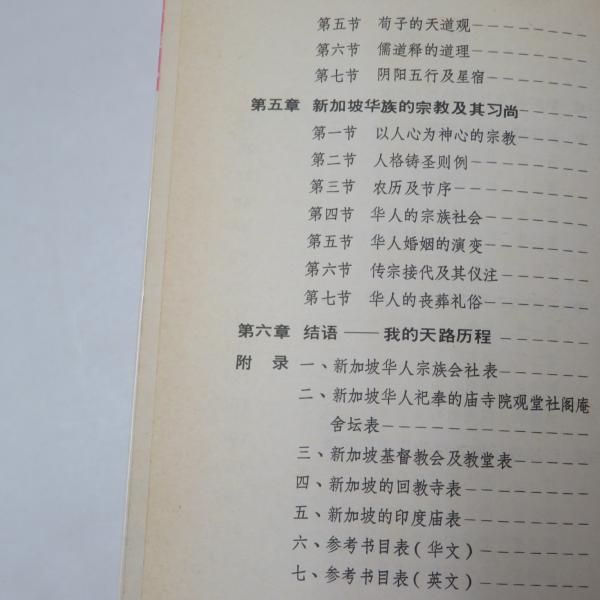 第五节 荀子的天道观
第六节 儒道释的道理
第七节 阴阳五行及星宿
第五章 新加坡华族的宗教及其习尚
第一节 以人心为神心的宗教
第二节 人格铸圣则例
第三节 农历及节序
第四节 华人的宗族社会
第五节 华人婚姻的演变
第六节 传宗接代及其仪注
第七节 华人的丧葬礼俗
第六章 结语——我的天路历程
附录 一、新加坡华人宗族会社表
二、新加坡华人祀奉的庙寺院观堂社阁庵
舍坛表
三、新加坡基督教会及教堂表
四、新加坡的回教寺表
五、新加坡的印度庙表
六、参考书目表(华文)
七、参考书目表(英文)